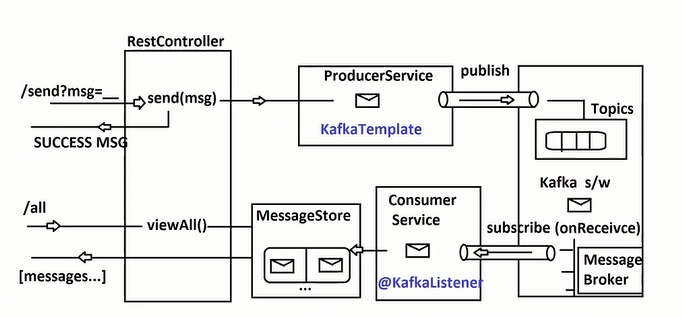 RestController
/send?msg=__
send(msg)
SUCCESS MSG
ProducerService
KafkaTemplate
publish
Topics
Kafka s/w
/all
viewAll()
[messages...]
MessageStore
...
Consumer
Service
@KafkaListener
subscribe (onReceivce)
Message
Broker